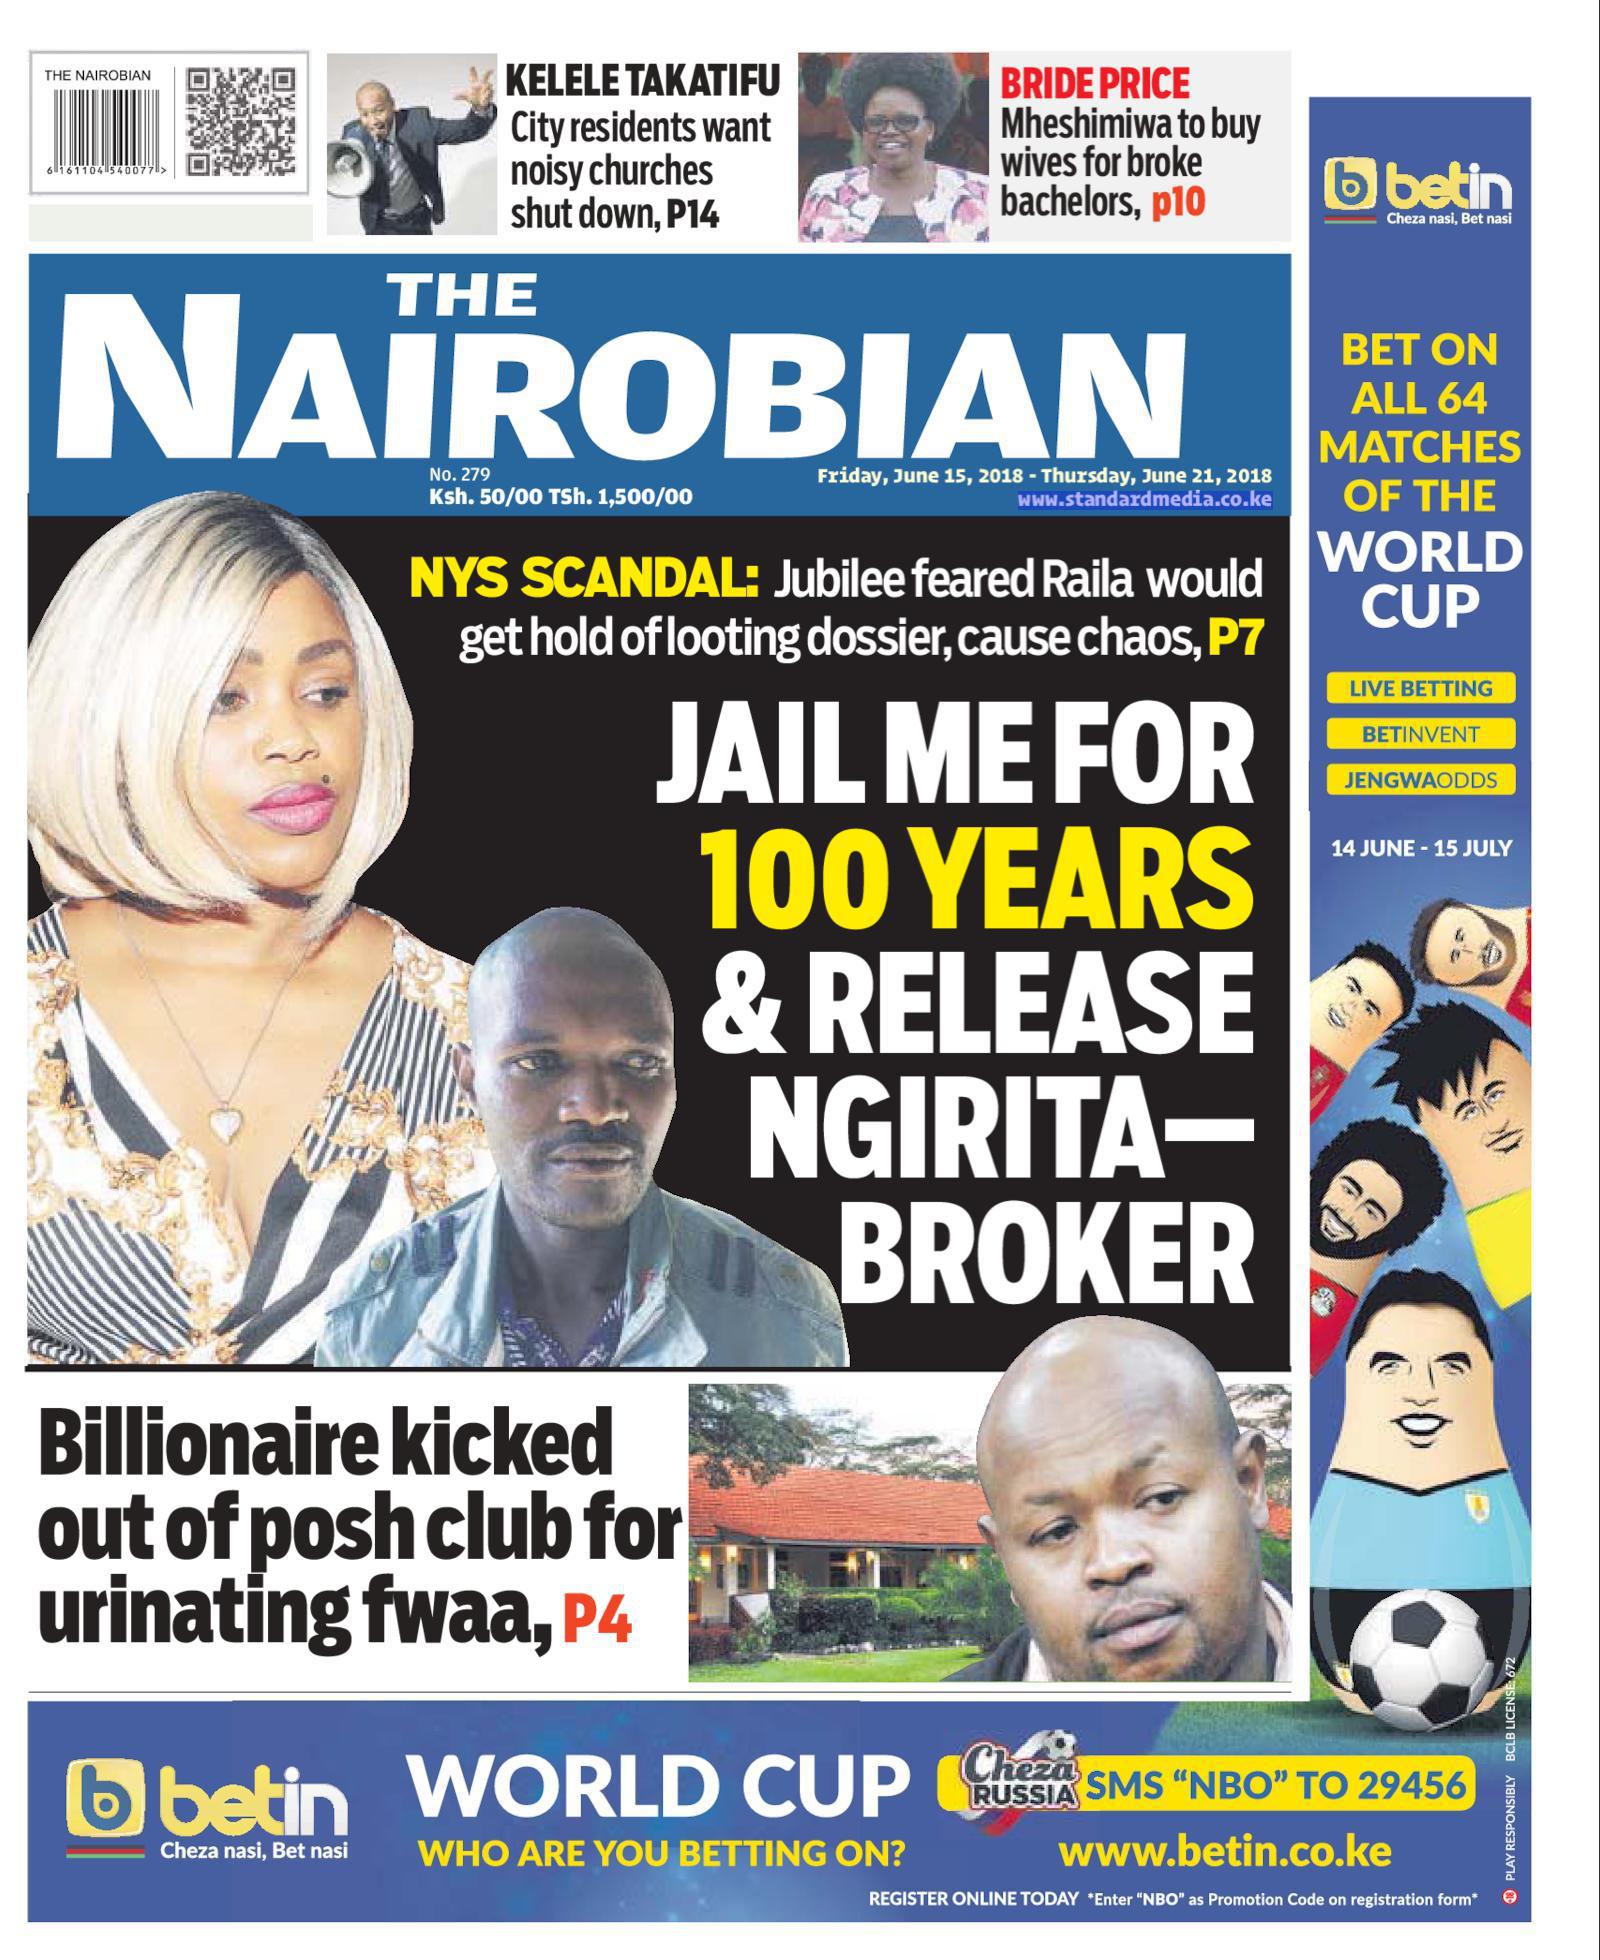 THE NAIROBIAN
6 161104 540077 >
KELELE TAKATIFU
City residents want
noisy churches
shut down, P14
BRIDE PRICE
Mheshimiwa to buy
wives for broke
bachelors, p10
THE
NAIROBIAN
No. 279
Ksh. 50/00 TSh. 1,500/00
Friday, June 15, 2018 - Thursday, June 21, 2018
www.standardmedia.co.ke
NYS SCANDAL: Jubilee feared Raila would
get hold of looting dossier, cause chaos, P7
JAIL ME FOR
100 YEARS
& RELEASE
NGIRITA—
BROKER
Billionaire kicked
out of posh club for
urinating fwaa, P4
b betin
Cheza nasi, Bet nasi
BET ON
ALL 64
MATCHES
OF THE
WORLD
CUP
LIVE BETTING
BETINVENT
JENGWAODDS
14 JUNE - 15 JULY
b betin
Cheza nasi, Bet nasi
WORLD CUP
WHO ARE YOU BETTING ON?
Cheza
RUSSIA
SMS "NBO" TO 29456
www.betin.co.ke
REGISTER ONLINE TODAY *Enter "NBO" as Promotion Code on registration form*
PLAY RESPONSIBLY BCLB LICENSE: 672